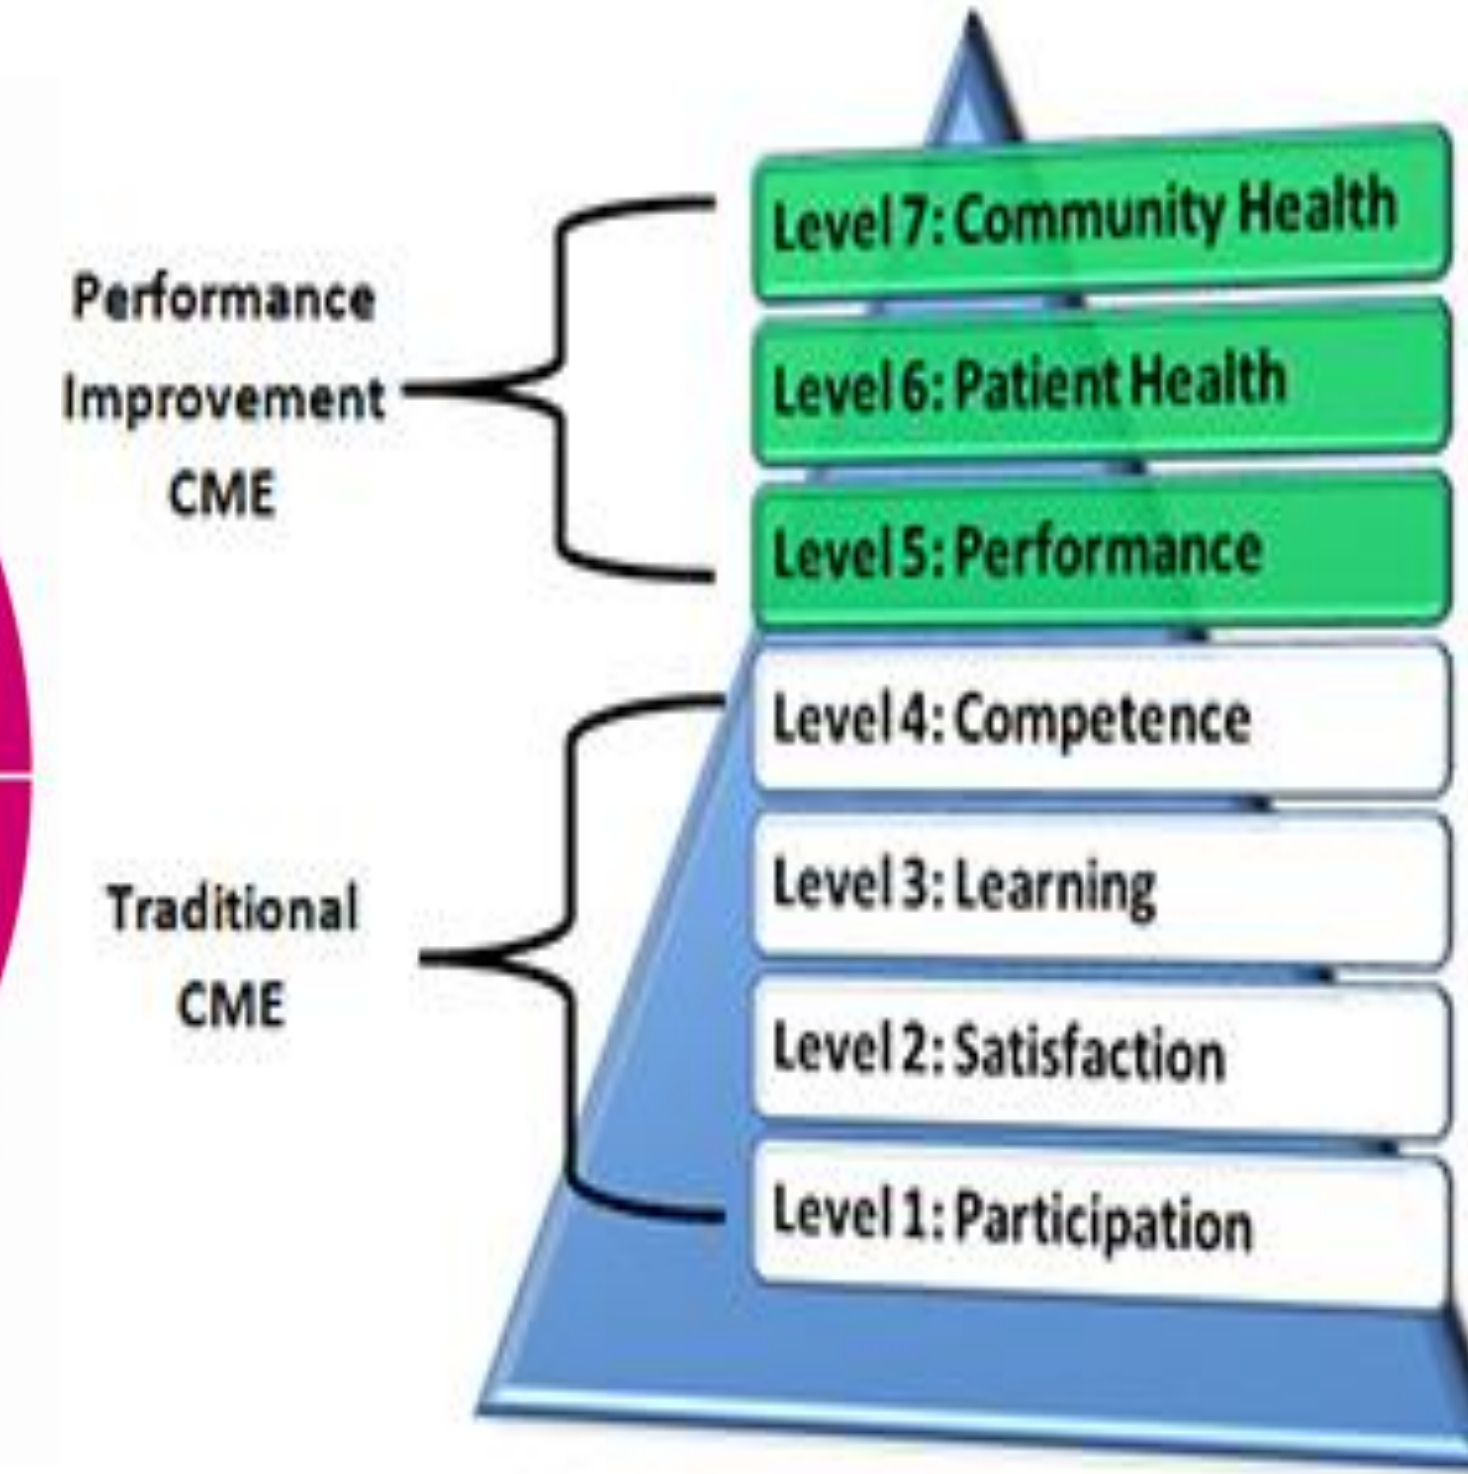 Performance
Improvement
CME
Level 7: Community Health
Level 6: Patient Health
Level 5: Performance
Traditional
CME
Level 4: Competence
Level 3: Learning
Level 2: Satisfaction
Level 1: Participation